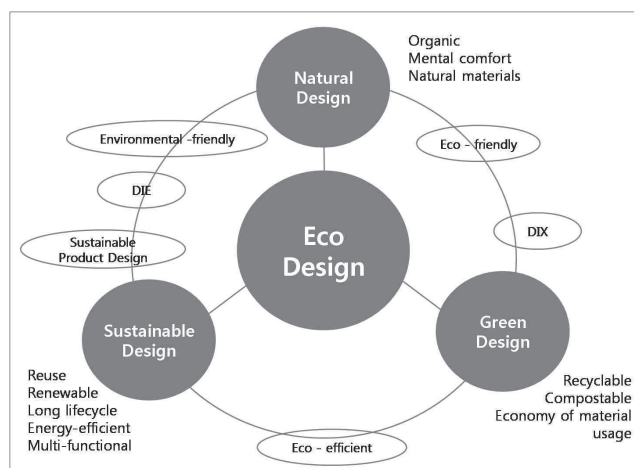 Natural
Design
Organic
Mental comfort
Natural materials
Environmental -friendly
Eco - friendly
DIE
DIX
Sustainable
Product Design
Eco
Design
Sustainable
Design
Green
Design
Reuse
Renewable
Long lifecycle
Energy-efficient
Multi-functional
Recyclable
Compostable
Economy of material
usage
Eco - efficient